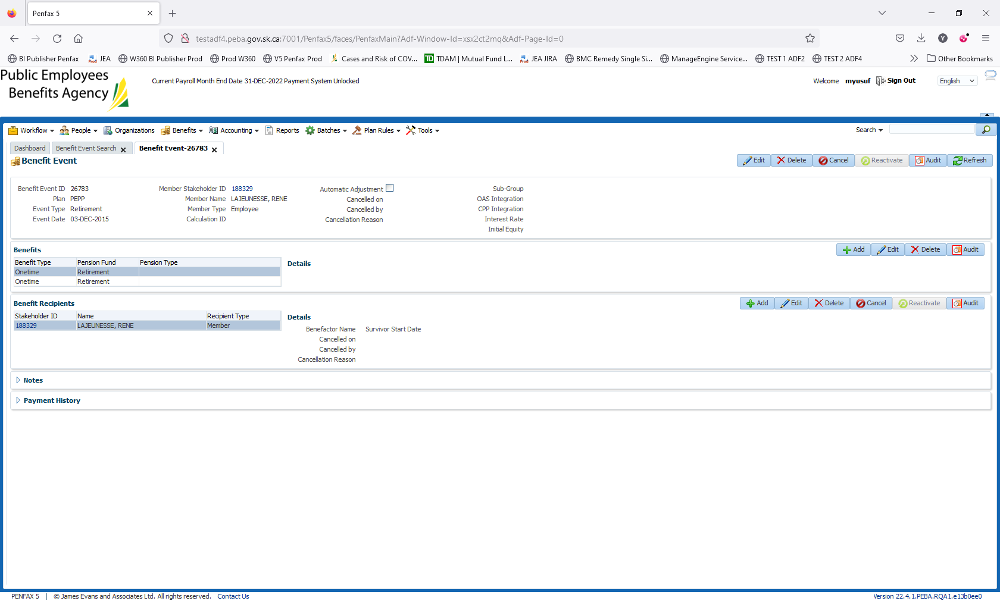 Penfax 5
testadf4.peba.gov.sk.ca:7001/Penfax5/faces/PenfaxMain?Adf-Window-Id=xsx2ct2mq&Adf-Page-Id=0
BI Publisher Penfax JEA W360 BI Publisher Prod Prod W360 V5 Penfax Prod Cases and Risk of COV... TDAM | Mutual Fund L... JEA JIRA BMC Remedy Single Si... ManageEngine Service... TEST 1 ADF2 TEST 2 ADF4 Other Bookmarks
Public Employees
Benefits Agency
Current Payroll Month End Date 31-DEC-2022 Payment System Unlocked
Welcome myusuf Sign Out English
Workflow People Organizations Benefits Accounting Reports Batches Plan Rules Tools Search
Dashboard Benefit Event Search Benefit Event-26783
Benefit Event Edit Delete Cancel Reactivate Audit Refresh
Benefit Event ID 26783 Member Stakeholder ID 188329 Automatic Adjustment Sub-Group
Plan PEPP Member Name LAJEUNESSE, RENE Cancelled on OAS Integration
Event Type Retirement Member Type Employee Cancelled by CPP Integration
Event Date 03-DEC-2015 Calculation ID Cancellation Reason Interest Rate
Initial Equity
Benefits Add Edit Delete Audit
Benefit Type Pension Fund Pension Type Details
Onetime Retirement
Onetime Retirement
Benefit Recipients Add Edit Delete Cancel Reactivate Audit
Stakeholder ID Name Recipient Type Details
188329 LAJEUNESSE, RENE Member
Benefactor Name Survivor Start Date
Cancelled on
Cancelled by
Cancellation Reason
Notes
Payment History
PENFAX 5 | © James Evans and Associates Ltd. All rights reserved. Contact Us Version 22.4.1.PEBA.RQA1.e13b0ee0